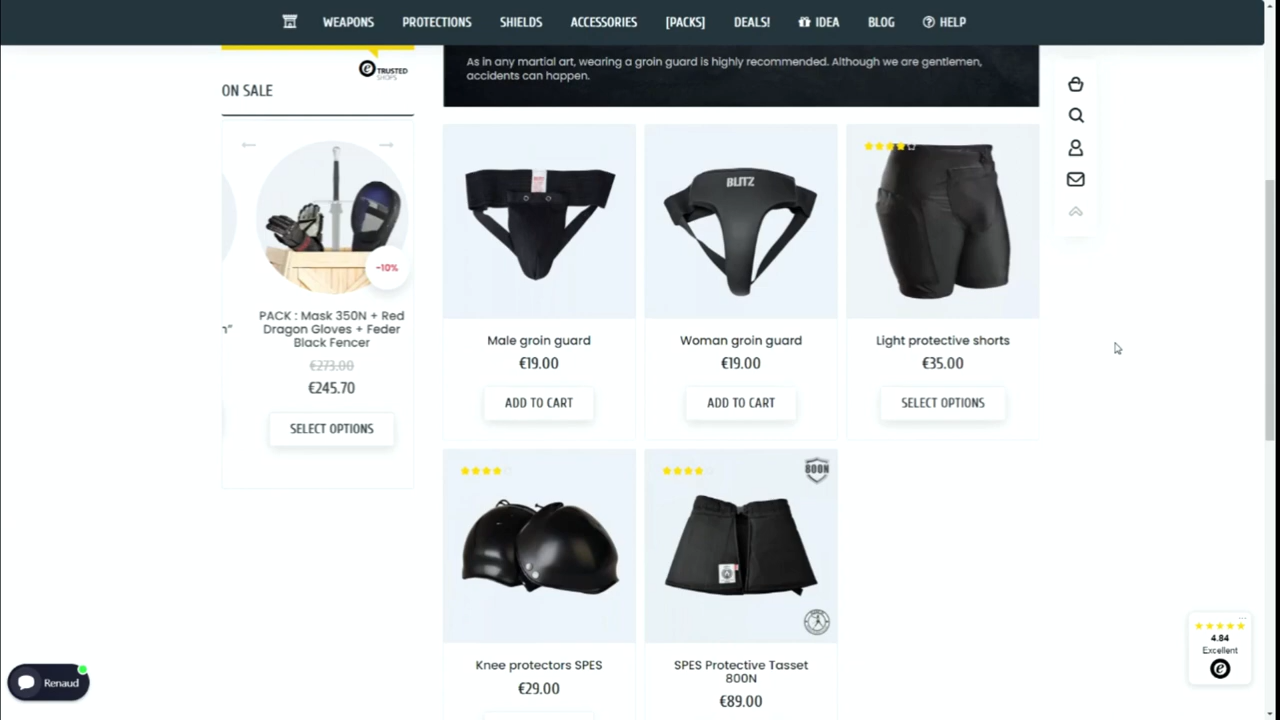 WEAPONS PROTECTIONS SHIELDS ACCESSORIES [PACKS] DEALS! IDEA BLOG HELP
e TRUSTED
SHOPS
ON SALE
As in any martial art, wearing a groin guard is highly recommended. Although we are gentlemen,
accidents can happen.
-10%
PACK : Mask 350N + Red
Dragon Gloves + Feder
Black Fencer
€273.00
€245.70
SELECT OPTIONS
Male groin guard
€19.00
ADD TO CART
BLITZ
Woman groin guard
€19.00
ADD TO CART
Light protective shorts
€35.00
SELECT OPTIONS
Knee protectors SPES
€29.00
800N
SPES Protective Tasset
800N
€89.00
4.84
Excellent
e
Renaud